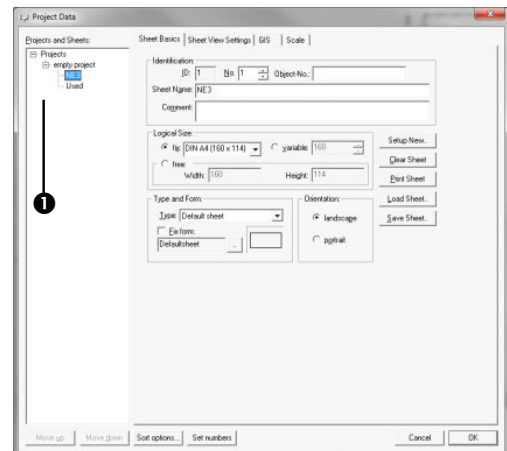 Project Data
Projects and Sheets:
Projects
empty project
NE3
Used
1
Sheet Basics Sheet View Settings GIS Scale
Identification
ID: 1 No. 1 Object-No.:
Sheet Name: NE3
Comment:
Logical Size:
fix: DIN A4 (160 x 114) variable: 160
free:
Width: 160 Height: 114
Type and Form:
Type: Default sheet
Fix form:
Defaultsheet ...
Orientation:
landscape
portrait
Setup New..
Clear Sheet
Print Sheet
Load Sheet..
Save Sheet..
Move up Move down Sort options... Set numbers Cancel OK